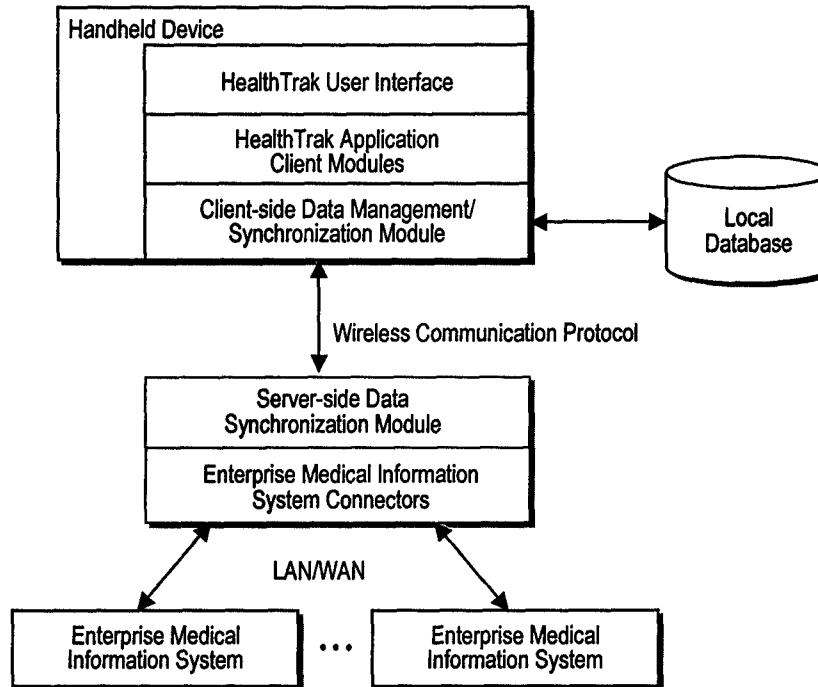 Handheld Device
HealthTrak User Interface
HealthTrak Application
Client Modules
Client-side Data Management/
Synchronization Module
Local
Database
Wireless Communication Protocol
Server-side Data
Synchronization Module
Enterprise Medical Information
System Connectors
LAN/WAN
Enterprise Medical
Information System
...
Enterprise Medical
Information System